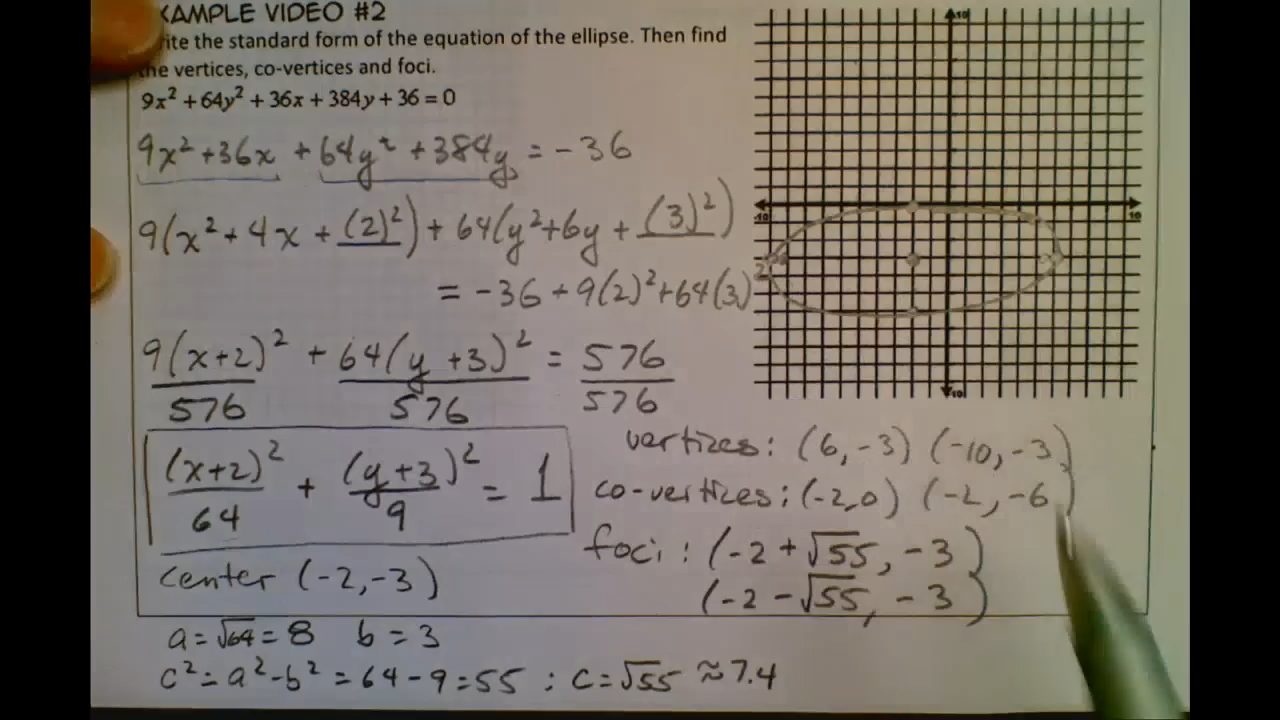 XAMPLE VIDEO #2
ite the standard form of the equation of the ellipse. Then find
the vertices, co-vertices and foci.
9x² + 64y² + 36x + 384y + 36 = 0
9x² + 36x + 64y² + 384y = -36
9(x² + 4x + (2)²) + 64(y² + 6y + (3)²)
= -36 + 9(2)² + 64(3)²
9(x+2)²/576 + 64(y+3)²/576 = 576/576
(x+2)²/64 + (y+3)²/9 = 1
center (-2, -3)
a = √64 = 8 b = 3
c² = a² - b² = 64 - 9 = 55 : c = √55 ≈ 7.4
10
-10
10
-10
vertizes: (6, -3) (-10, -3)
co-vertizes: (-2, 0) (-2, -6)
foci: (-2 + √55, -3)
(-2 - √55, -3)